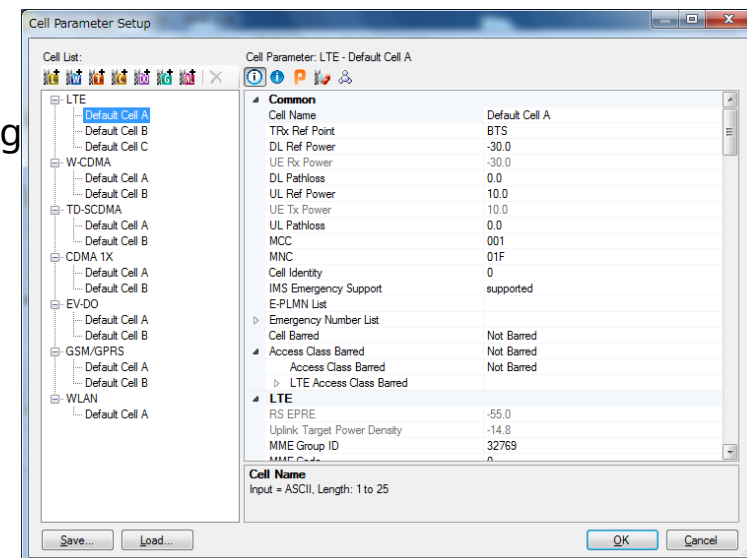 Cell Parameter Setup
Cell List:
Cell Parameter: LTE - Default Cell A
g
LTE
Default Cell A
Default Cell B
Default Cell C
W-CDMA
Default Cell A
Default Cell B
TD-SCDMA
Default Cell A
Default Cell B
CDMA 1X
Default Cell A
Default Cell B
EV-DO
Default Cell A
Default Cell B
GSM/GPRS
Default Cell A
Default Cell B
WLAN
Default Cell A
Common
Cell Name Default Cell A
TRx Ref Point BTS
DL Ref Power -30.0
UE Rx Power -30.0
DL Pathloss 0.0
UL Ref Power 10.0
UE Tx Power 10.0
UL Pathloss 0.0
MCC 001
MNC 01F
Cell Identity 0
IMS Emergency Support supported
E-PLMN List
Emergency Number List
Cell Barred Not Barred
Access Class Barred Not Barred
Access Class Barred Not Barred
LTE Access Class Barred
LTE
RS EPRE -55.0
Uplink Target Power Density -14.8
MME Group ID 32769
Cell Name
Input = ASCII, Length: 1 to 25
Save... Load... OK Cancel